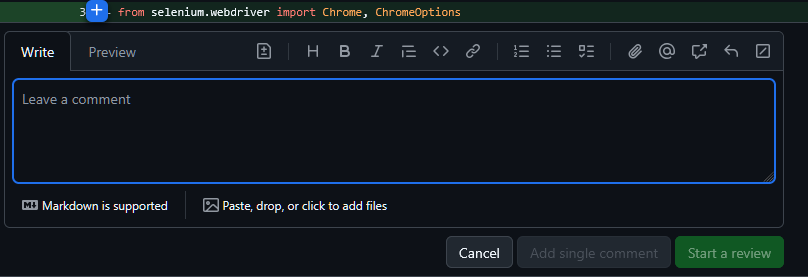 3 + from selenium.webdriver import Chrome, ChromeOptions
Write Preview
Leave a comment
Markdown is supported Paste, drop, or click to add files
Cancel Add single comment Start a review